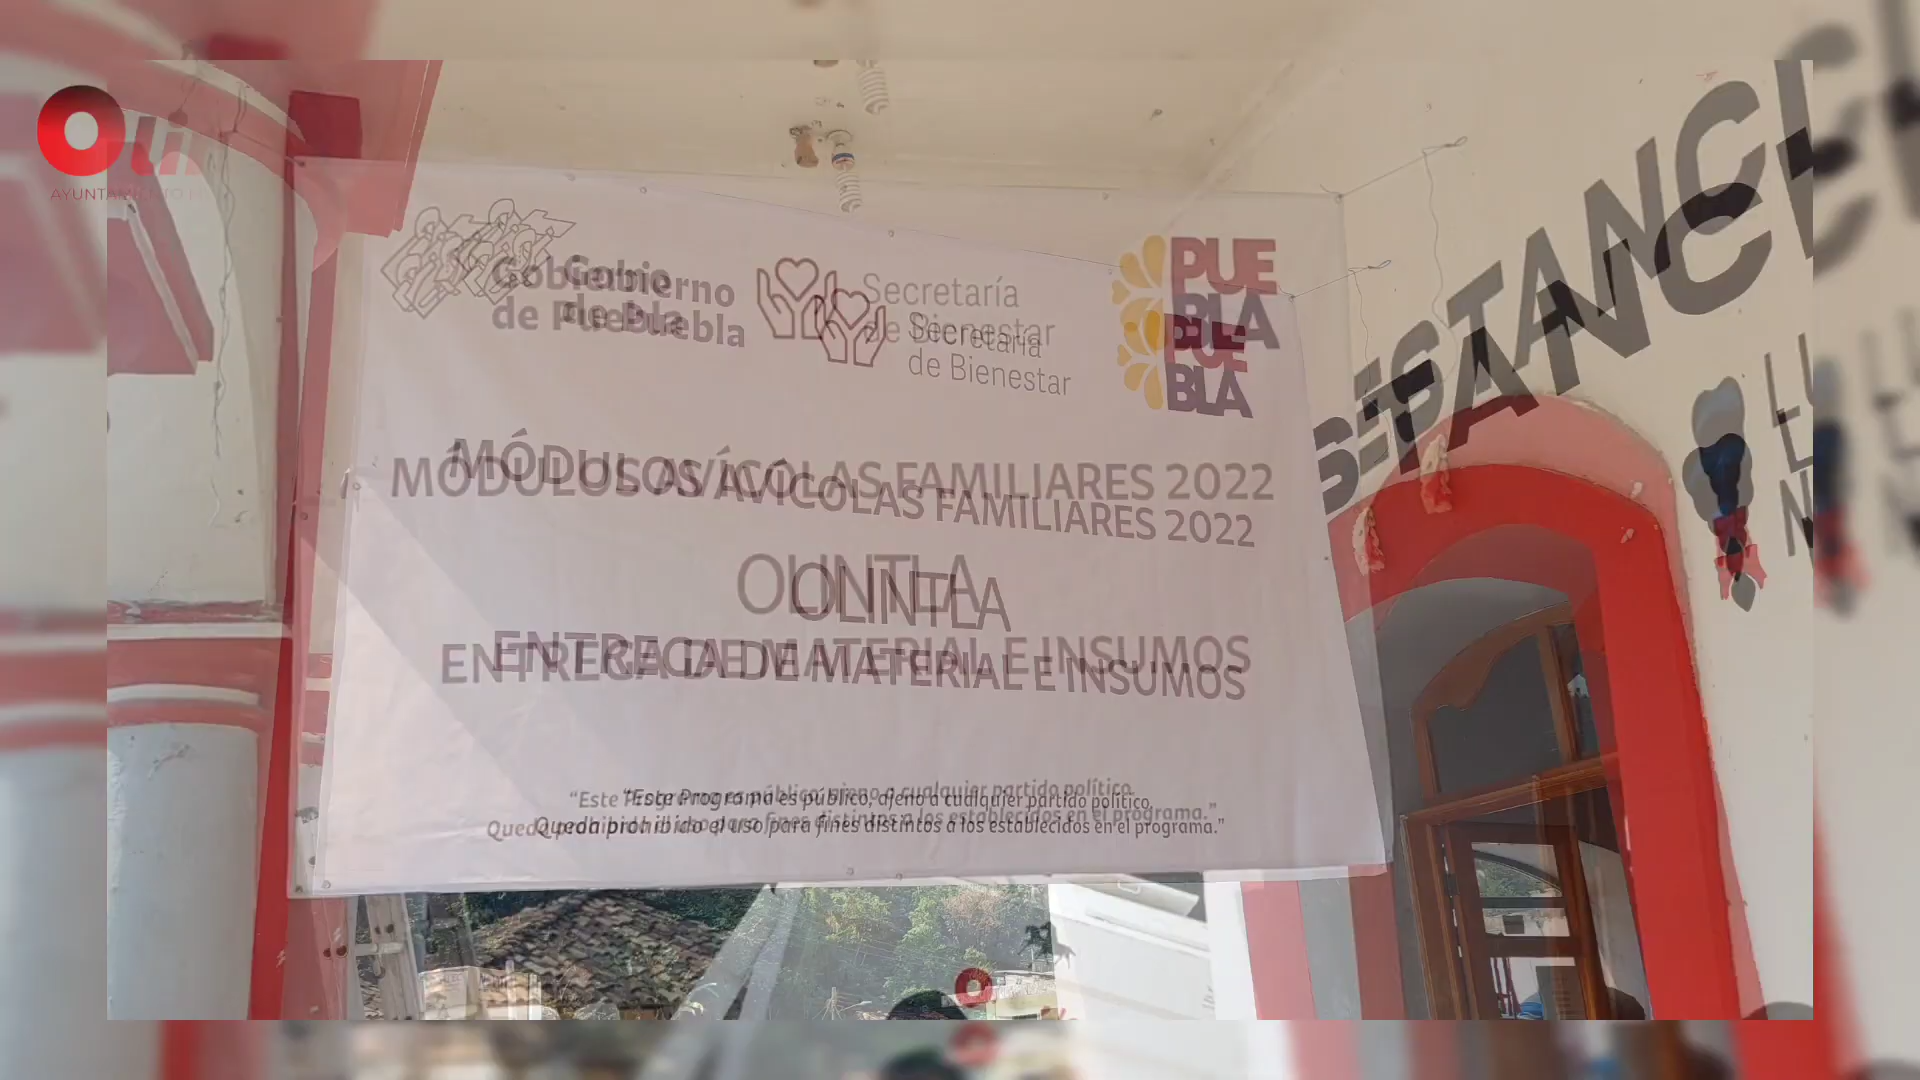 AYUNTAMIENTO
Gobierno
de Puebla
Secretaría
de Bienestar
PUE
BLA
MÓDULOS AVÍCOLAS FAMILIARES 2022
OLINTLA
ENTREGA DE MATERIAL E INSUMOS
“Este Programa es público, ajeno a cualquier partido político.
Queda prohibido el uso para fines distintos a los establecidos en el programa.”